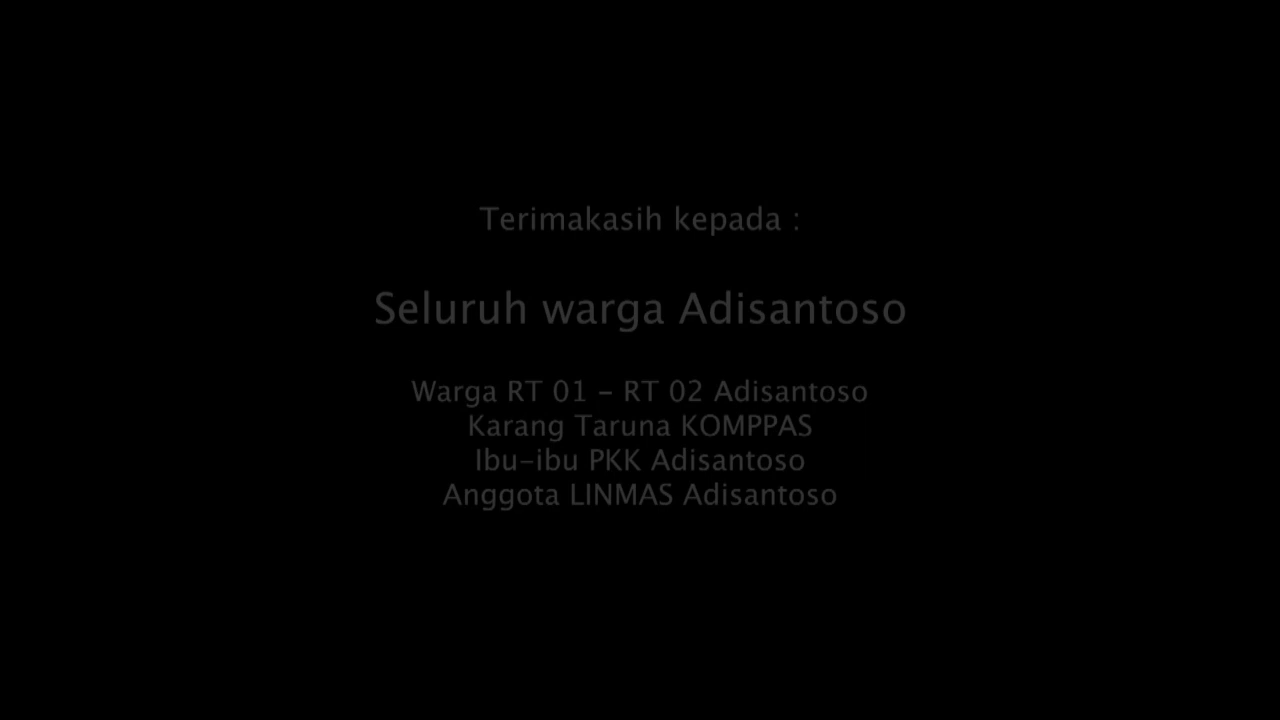 Terimakasih kepada :
Seluruh warga Adisantoso
Warga RT 01 - RT 02 Adisantoso
Karang Taruna KOMPPAS
Ibu-ibu PKK Adisantoso
Anggota LINMAS Adisantoso